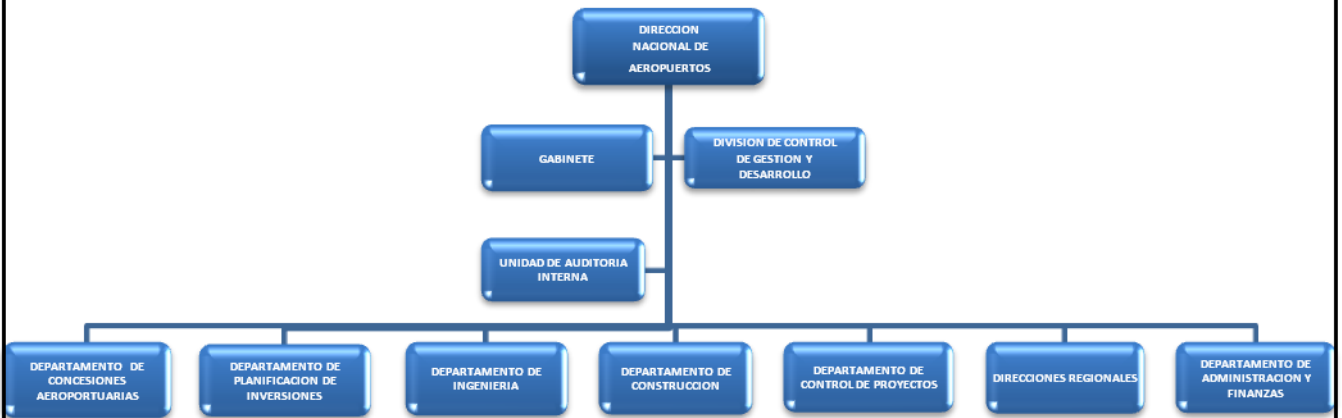 DIRECCION
NACIONAL DE
AEROPUERTOS
GABINETE
DIVISION DE CONTROL
DE GESTION Y
DESARROLLO
UNIDAD DE AUDITORIA
INTERNA
DEPARTAMENTO DE
CONCESIONES
AEROPORTUARIAS
DEPARTAMENTO DE
PLANIFICACION DE
INVERSIONES
DEPARTAMENTO DE
INGENIERIA
DEPARTAMENTO DE
CONSTRUCCION
DEPARTAMENTO DE
CONTROL DE PROYECTOS
DIRECCIONES REGIONALES
DEPARTAMENTO DE
ADMINISTRACION Y
FINANZAS